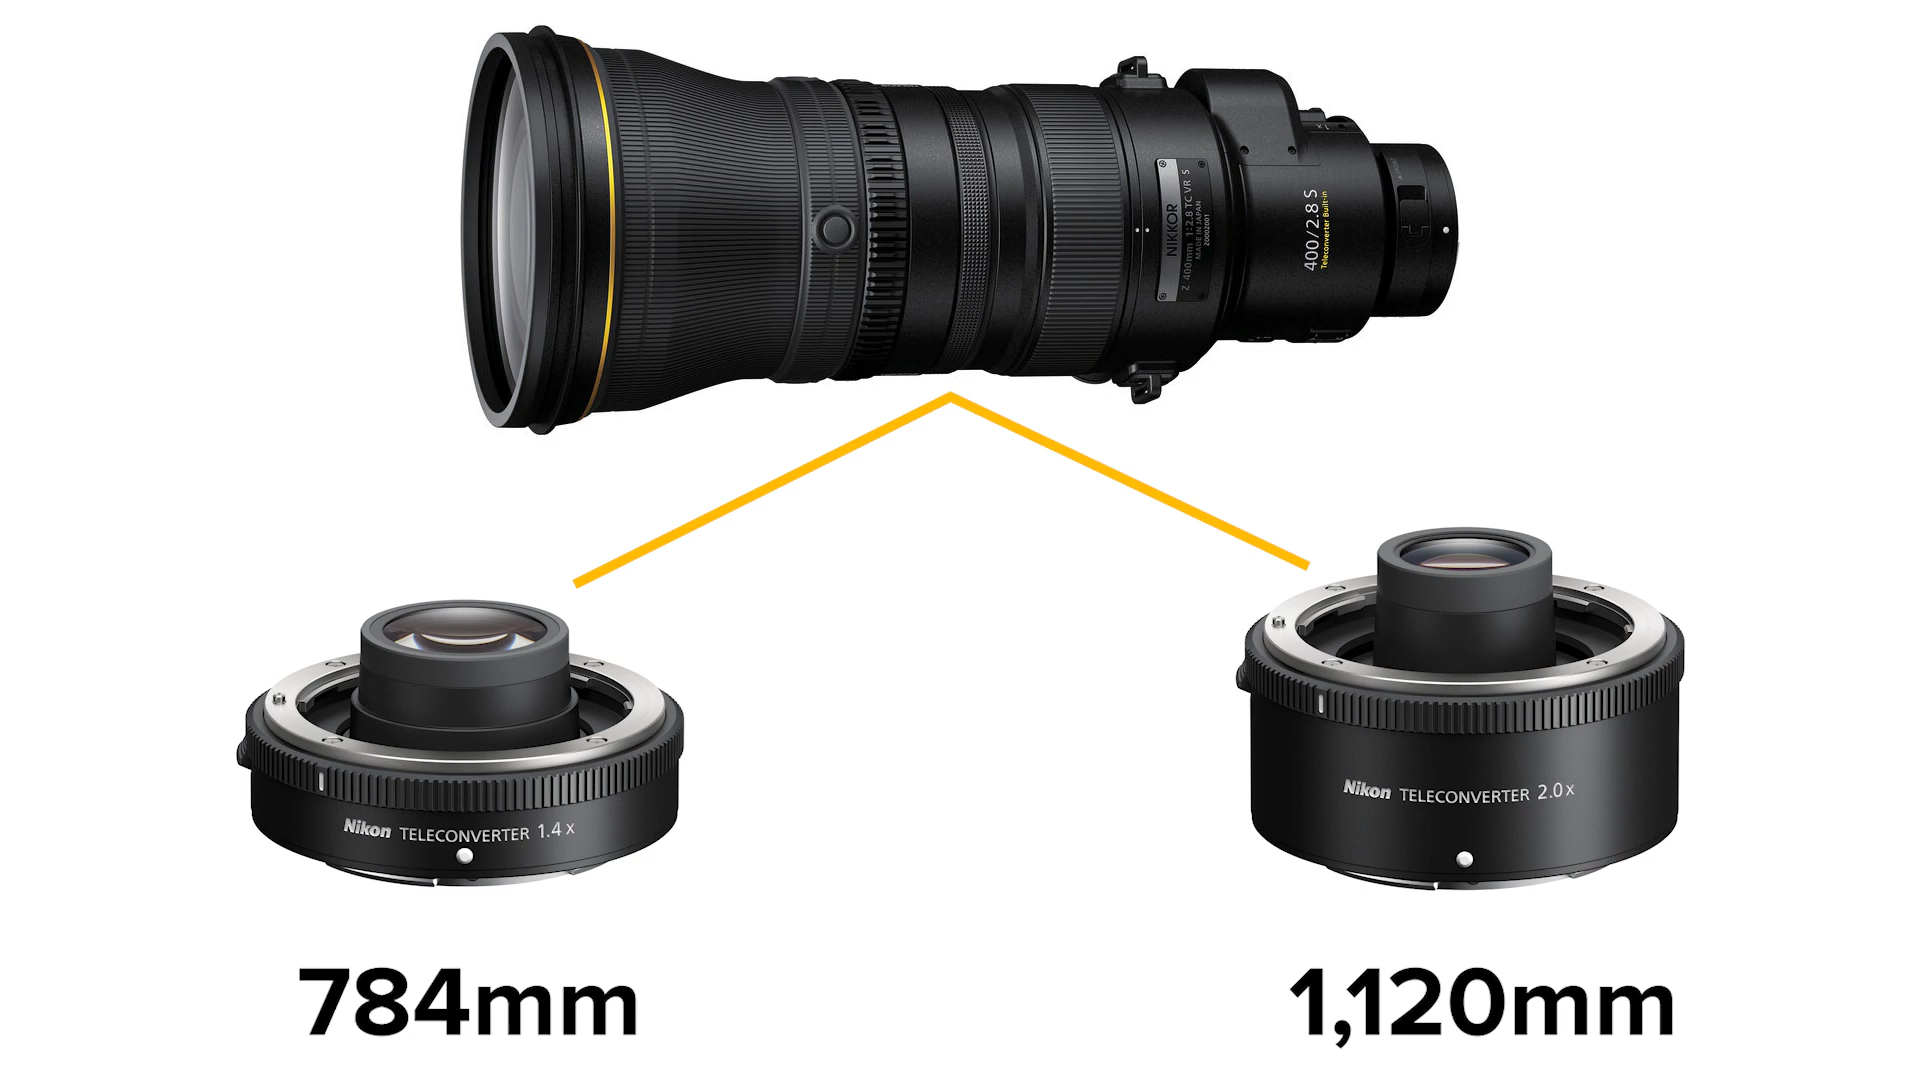 NIKKOR
Z 400mm 1:2.8 TC VR S
MADE IN JAPAN
20002001
400/2.8 S
Teleconverter Built-in
Nikon TELECONVERTER 1.4x
Nikon TELECONVERTER 2.0x
784mm
1,120mm